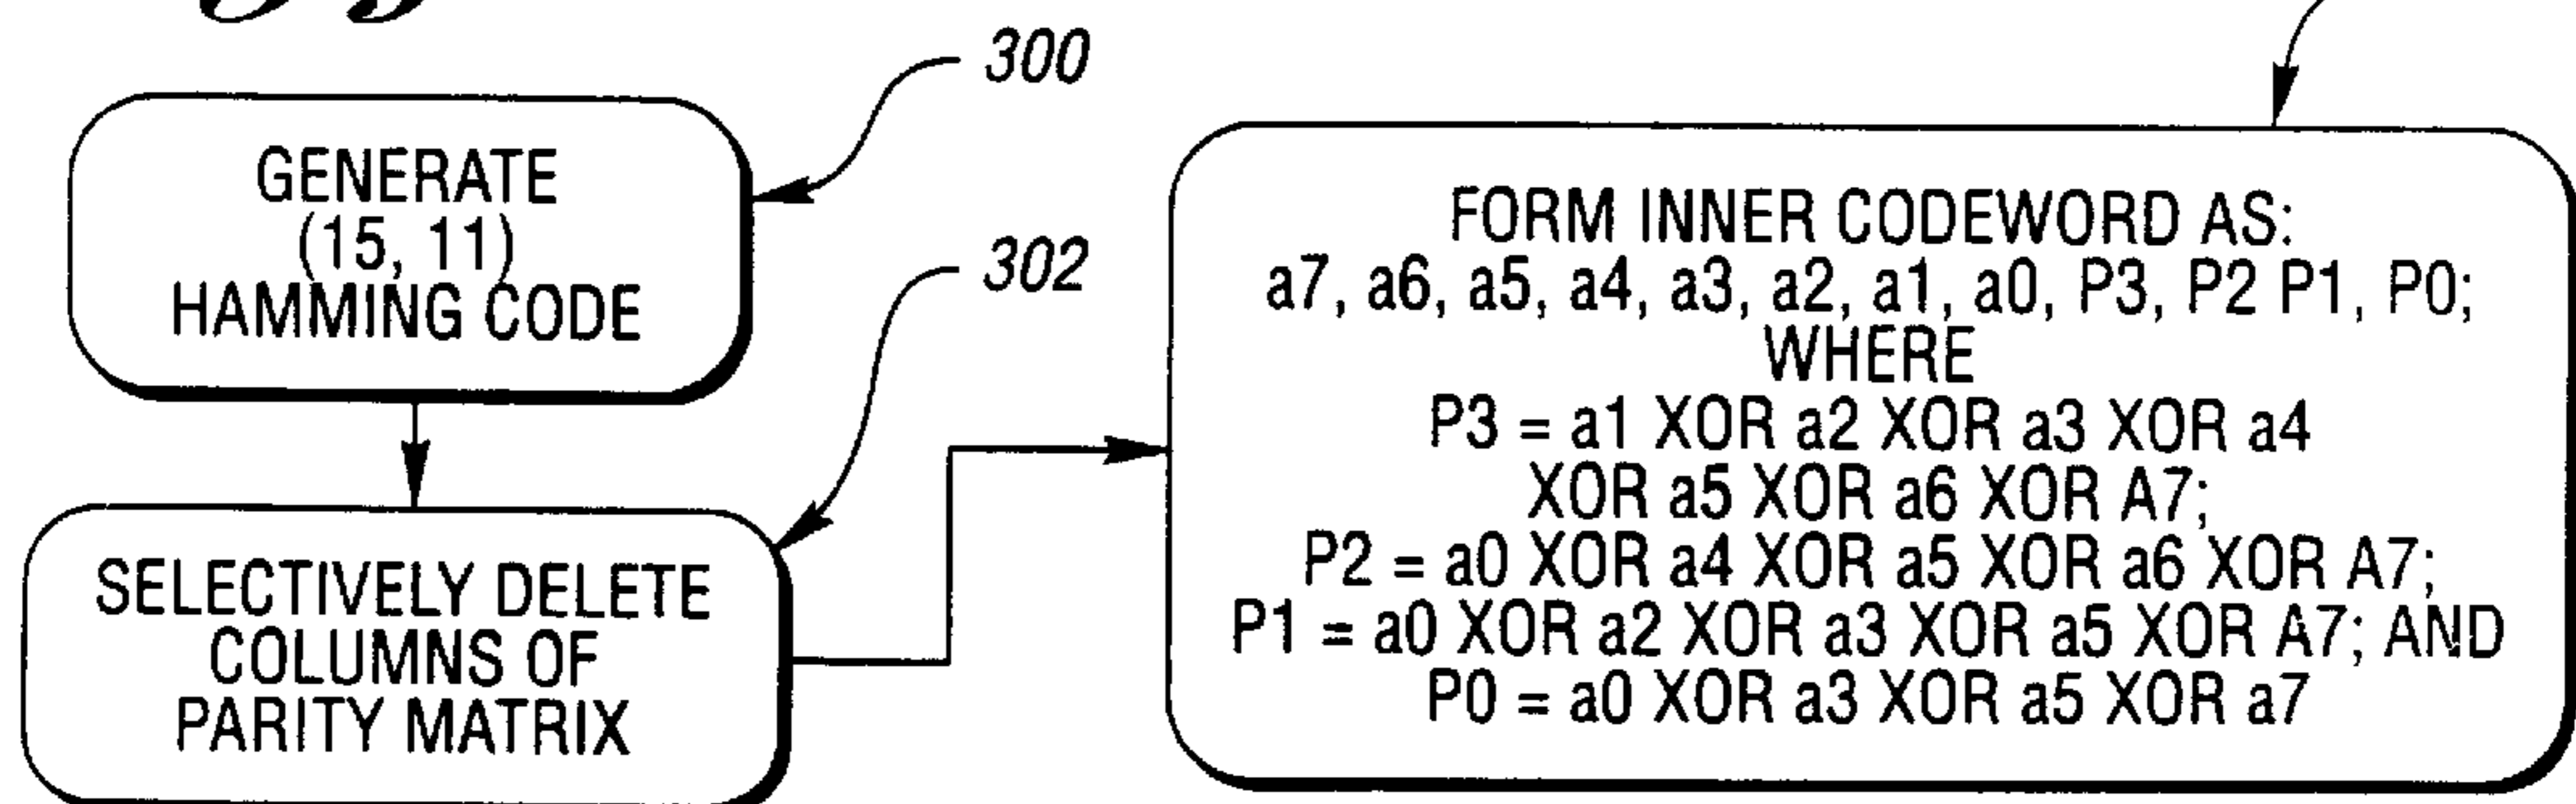 300
GENERATE
(15, 11)
HAMMING CODE
302
SELECTIVELY DELETE
COLUMNS OF
PARITY MATRIX
FORM INNER CODEWORD AS:
a7, a6, a5, a4, a3, a2, a1, a0, P3, P2 P1, P0;
WHERE
P3 = a1 XOR a2 XOR a3 XOR a4
XOR a5 XOR a6 XOR A7;
P2 = a0 XOR a4 XOR a5 XOR a6 XOR A7;
P1 = a0 XOR a2 XOR a3 XOR a5 XOR A7; AND
P0 = a0 XOR a3 XOR a5 XOR a7